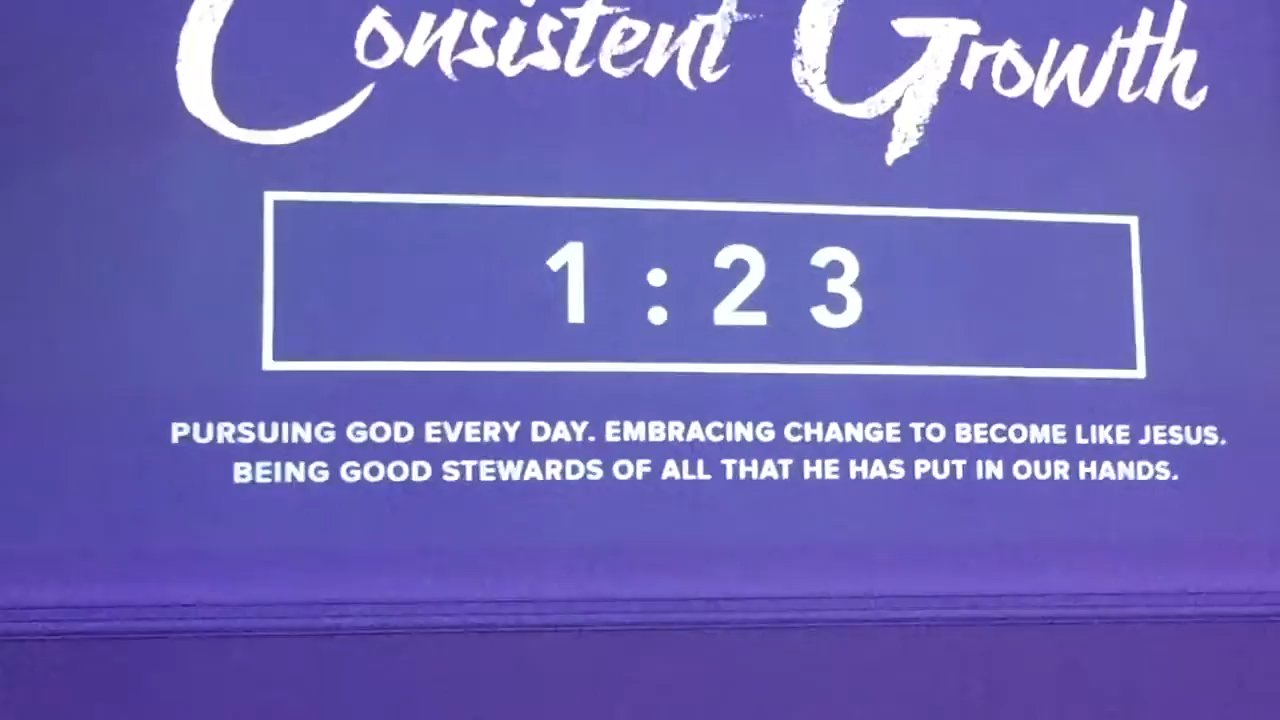 Consistent Growth
1:23
PURSUING GOD EVERY DAY. EMBRACING CHANGE TO BECOME LIKE JESUS.
BEING GOOD STEWARDS OF ALL THAT HE HAS PUT IN OUR HANDS.